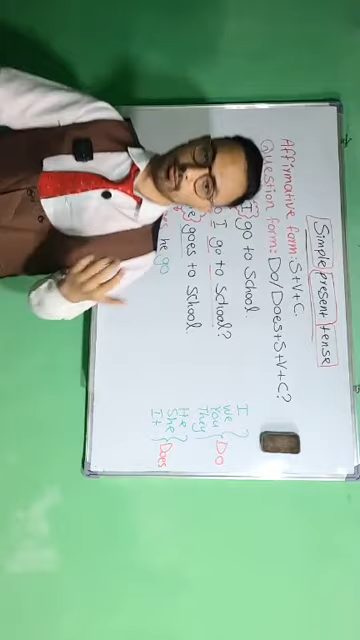 Simple present tense
Affirmative form: S+V+C.
Question form: Do/Does+S+V+C?
I go to school.
I go to school?
goes to school.
he go
I
We
You
They
Do
He
She
It
Does